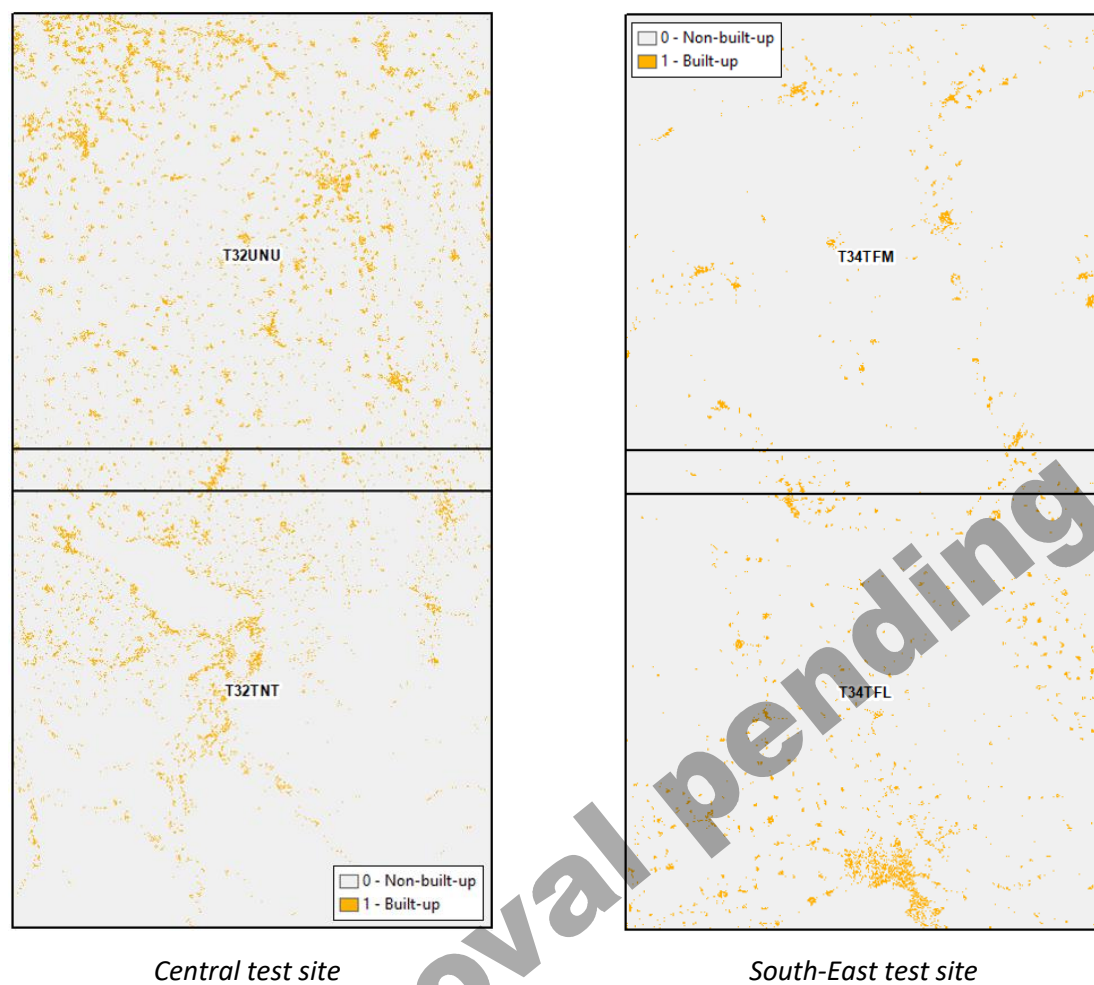 0 - Non-built-up
1 - Built-up
T32UNU
T34TFM
T32TNT
T34TFL
0 - Non-built-up
1 - Built-up
Central test site
South-East test site
oval pending